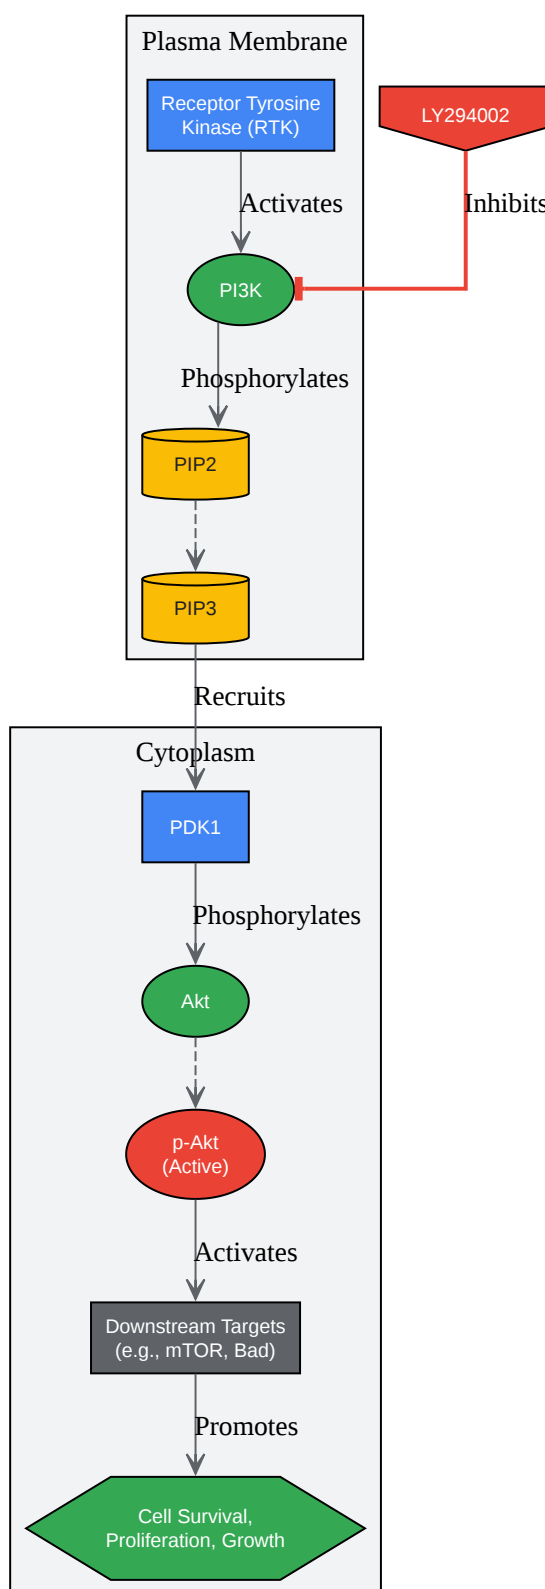 Plasma Membrane
Receptor Tyrosine
Kinase (RTK)
LY294002
Activates
Inhibits
PI3K
Phosphorylates
PIP2
PIP3
Recruits
Cytoplasm
PDK1
Phosphorylates
Akt
p-Akt
(Active)
Activates
Downstream Targets
(e.g., mTOR, Bad)
Promotes
Cell Survival,
Proliferation, Growth